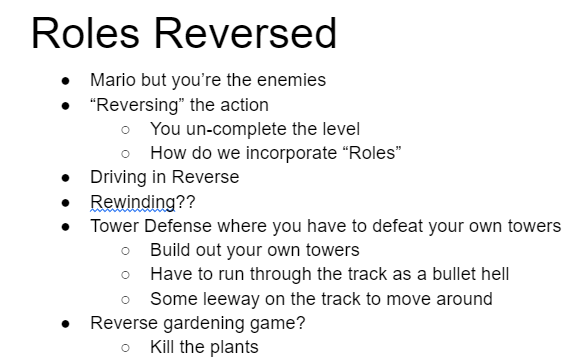 Roles Reversed
● Mario but you’re the enemies
● “Reversing” the action
○ You un-complete the level
○ How do we incorporate “Roles”
● Driving in Reverse
● Rewinding??
● Tower Defense where you have to defeat your own towers
○ Build out your own towers
○ Have to run through the track as a bullet hell
○ Some leeway on the track to move around
● Reverse gardening game?
○ Kill the plants